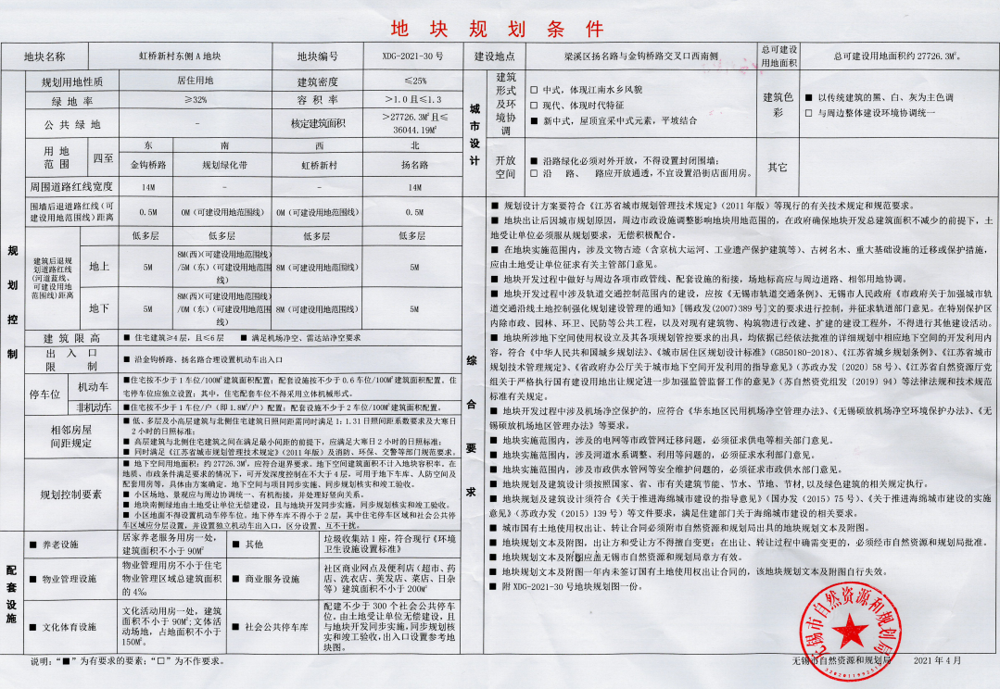 地块规划条件
地块名称 虹桥新村东侧A地块 地块编号 XDG-2021-30号 建设地点 梁溪区扬名路与金钩桥路交叉口西南侧 总可建设用地面积 总可建设用地面积约27726.3M²。
规划控制
规划用地性质 居住用地 建筑密度 ≤25%
绿地率 ≥32% 容积率 >1.0且≤1.3
公共绿地 - 核定建筑面积 >27726.3M²且≤36044.19M²
用地范围 四至 东 南 西 北
金钩桥路 规划绿化带 虹桥新村 扬名路
周围道路红线宽度 14M - - 14M
围墙后退道路红线(可建设用地范围线)距离 0.5M 0M(可建设用地范围线) 0M(可建设用地范围线) 0.5M
建筑后退规划道路红线(河道蓝线、可建设用地范围线)距离
低多层 低多层 低多层 低多层
地上 5M 8M(西)(可建设用地范围线)/5M(东)(可建设用地范围线) 8M(可建设用地范围线) 5M
地下 5M 8M(西)(可建设用地范围线)/0M(东)(可建设用地范围线) 8M(可建设用地范围线) 5M
建筑限高 ■ 住宅建筑≥4层，且≤6层 ■ 满足机场净空、雷达站净空要求
出入口限制 ■ 沿金钩桥路、扬名路合理设置机动车出入口
停车位 机动车 ■住宅按不少于1车位/100M²建筑面积配置；配套设施按不少于0.6车位/100M²建筑面积配置。住
宅停车位应独立设置；其中，住宅配套车位不得采用立体机械形式。
非机动车 ■住宅按不少于1车位/户（即1.8M²/户）配置；配套设施不少于2车位/100M²建筑面积配置。
相邻房屋间距规定 ■ 低、多层及小高层建筑与北侧住宅建筑日照间距需同时满足1：1.31日照间距系数要求及大寒日
2小时的日照标准；
■ 高层建筑与北侧住宅建筑之间在满足最小间距的前提下，应满足大寒日2小时的日照标准；
■ 同时满足《江苏省城市规划管理技术规定》（2011年版）及消防、环保、交警等部门规范要求。
规划控制要素 ■ 地下空间用地面积：约27726.3M²，应符合退界要求。地下空间建筑面积不计入地块容积率。在
地质、市政条件满足要求的情况下，可开发深度控制在不大于4层，可用于地下车库、人防空间及
配套用房等，具体由方案确定。地下空间与项目同步实施、同步规划核实和竣工验收。
■ 小区场地、景观应与周边协调统一、有机衔接，并处理好竖向关系。
■ 地块南侧绿地由土地受让单位无偿建设，且与地块开发同步实施，同步规划核实和竣工验收。
■ 小区地面不得设置机动车停车位，地下停车库不得小于2层，其中住宅停车区域和社会公共停
车区域应分层设置，并设置独立机动车出入口，区分设置、互不干扰。
配套设施
■ 养老设施 居家养老服务用房一处，建筑面积不小于90M² ■ 其他 垃圾收集站1座，符合现行《环境卫生设施设置标准》
■ 物业管理设施 物业管理用房不小于住宅物业管理区域总建筑面积的4‰ ■ 商业服务设施 社区商业网点及便利店（超市、药店、洗衣店、美发店、菜店、日杂等）建筑面积不小于200M²
■ 文化体育设施 文化活动用房一处，建筑面积不小于90M²；文体活动场地，占地面积不小于150M²。 ■ 社会公共停车库 配建不少于300个社会公共停车位。由土地受让单位无偿建设，且与地块开发同步实施，同步规划核实和竣工验收，出入口设置参考地块图。
城市设计
建筑形式及环境协调 □ 中式，体现江南水乡风貌
□ 现代、体现时代特征
■ 新中式，屋顶宜采中式元素，平坡结合
建筑色彩 ■ 以传统建筑的黑、白、灰为主色调
□ 与周边整体建设环境协调统一
开放空间 ■ 沿路绿化必须对外开放，不得设置封闭围墙；
□ 沿 路、 路应开放通透，不宜设置沿街店面用房。
其它
综合要求
■ 规划设计方案要符合《江苏省城市规划管理技术规定》（2011年版）等现行的有关技术规定和规范要求。
■ 地块出让后因城市规划原因，周边市政设施调整影响地块用地范围的，在政府确保地块开发总建筑面积不减少的前提下，土
地受让单位必须服从规划要求，无偿积极配合。
■ 在地块实施范围内，涉及文物古迹（含京杭大运河、工业遗产保护建筑等）、古树名木、重大基础设施的迁移或保护措施，
应由土地受让单位征求有关主管部门意见。
■ 地块开发过程中做好与周边各项市政管线、配套设施的衔接，场地标高应与周边道路、相邻用地协调。
■ 地块开发过程中涉及轨道交通控制范围内的建设，应按《无锡市轨道交通条例》、无锡市人民政府《市政府关于加强城市轨
道交通沿线土地控制强化规划建设管理的通知》[锡政发(2007)389号]文的要求进行控制，并征求轨道部门意见。在特别保护区
内除市政、园林、环卫、民防等公共工程，以及对现有建筑物、构筑物进行改建、扩建的建设工程外，不得进行其他建设活动。
■ 地块所涉地下空间使用权设立及其各项规划管控要求的出具，均依据已经依法批准的详细规划中相应地下空间的开发利用内
容，符合《中华人民共和国城乡规划法》、《城市居住区规划设计标准》(GB50180-2018)、《江苏省城乡规划条例》、《江苏省城市
规划技术管理规定》、《省政府办公厅关于城市地下空间开发利用的指导意见》（苏政办发（2020）58号）、《江苏省自然资源厅党
组关于严格执行国有建设用地出让规定进一步加强监管监督工作的意见》（苏自然资党组发（2019）94）等法律法规和技术规范
标准有关规定。
■ 地块开发过程中涉及机场净空保护的，应符合《华东地区民用机场净空管理办法》、《无锡硕放机场净空环境保护办法》、《无
锡硕放机场地区管理办法》等要求。
■ 地块实施范围内，涉及的电网等市政管网迁移问题，必须征求供电等相关部门意见。
■ 地块实施范围内，涉及河道水系调整、利用等问题的，必须征求水利部门意见。
■ 地块实施范围内，涉及市政供水管网等安全维护问题的，必须征求市政供水部门意见。
■ 地块规划及建筑设计须按照国家、省、市有关建筑节能、节水、节地、节材，以及绿色建筑的相关规定执行。
■ 地块规划及建筑设计须符合《关于推进海绵城市建设的指导意见》（国办发（2015）75号）、《关于推进海绵城市建设的实施
意见》（苏政办发（2015）139号）等文件要求，满足住建部门关于海绵城市建设的相关要求。
■ 城市国有土地使用权出让、转让合同必须附市自然资源和规划局出具的地块规划文本及附图。
■ 地块规划文本及附图，出让方和受让方不得擅自变更；在出让、转让过程中确需变更的，必须经市自然资源和规划局批准。
■ 地块规划文本及附图应盖无锡市自然资源和规划局章方有效。
■ 地块规划文本及附图一年内未签订国有土地使用权出让合同的，该地块规划文本及附图自行失效。
■ 附XDG-2021-30号地块规划图一份。
无锡市自然资源和规划局
说明：“■”为有要求的要素；“□”为不作要求。
无锡市自然资源和规划局 2021年4月